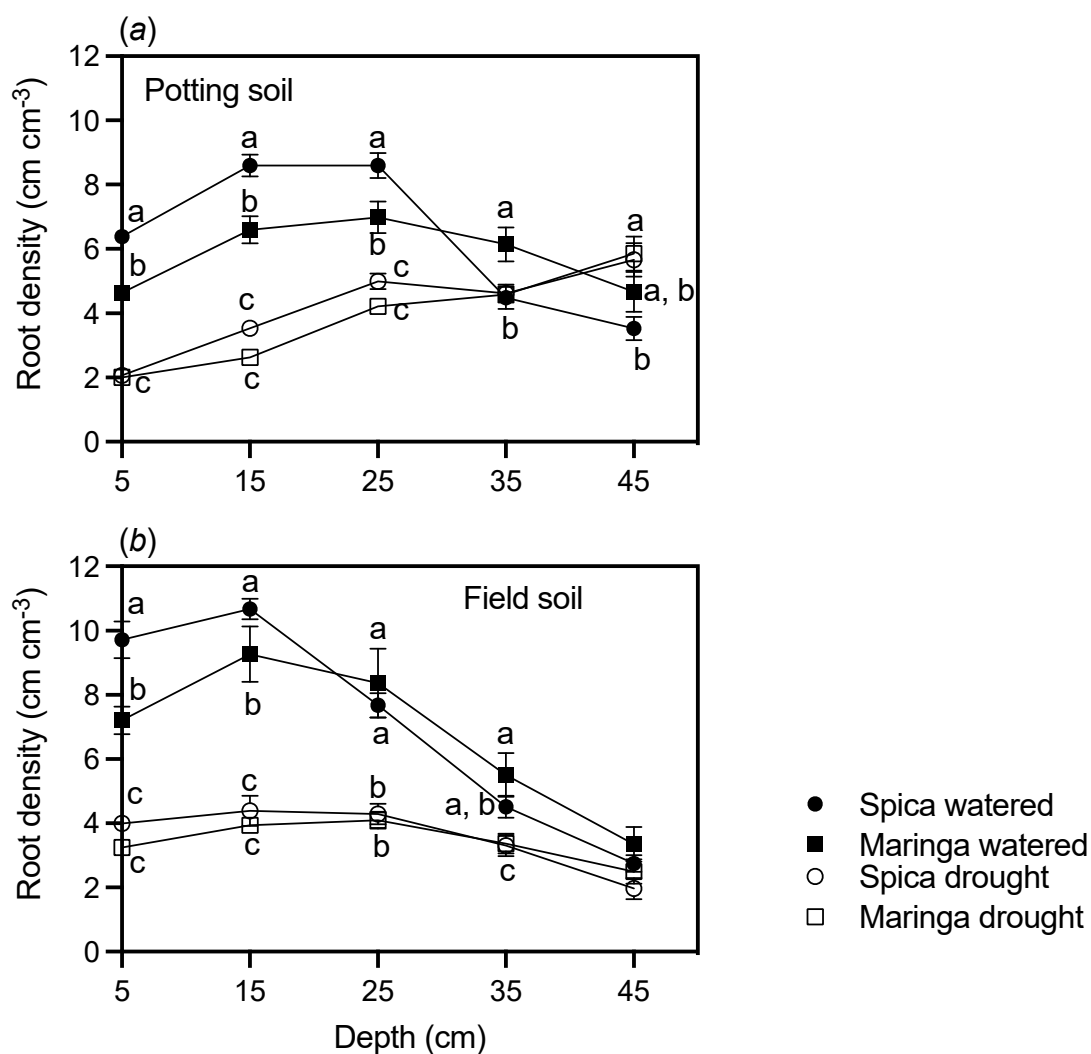 (a)
Potting soil
Root density (cm cm-3)
12
10
8
6
4
2
0
a
a
a
b
b
b
a
a
c
c
c
c
c
b
a, b
b
5 15 25 35 45
(b)
Field soil
Root density (cm cm-3)
12
10
8
6
4
2
0
a
a
a
b
b
a
a
a, b
c
c
b
c
c
b
c
5 15 25 35 45
Depth (cm)
Spica watered
Maringa watered
Spica drought
Maringa drought